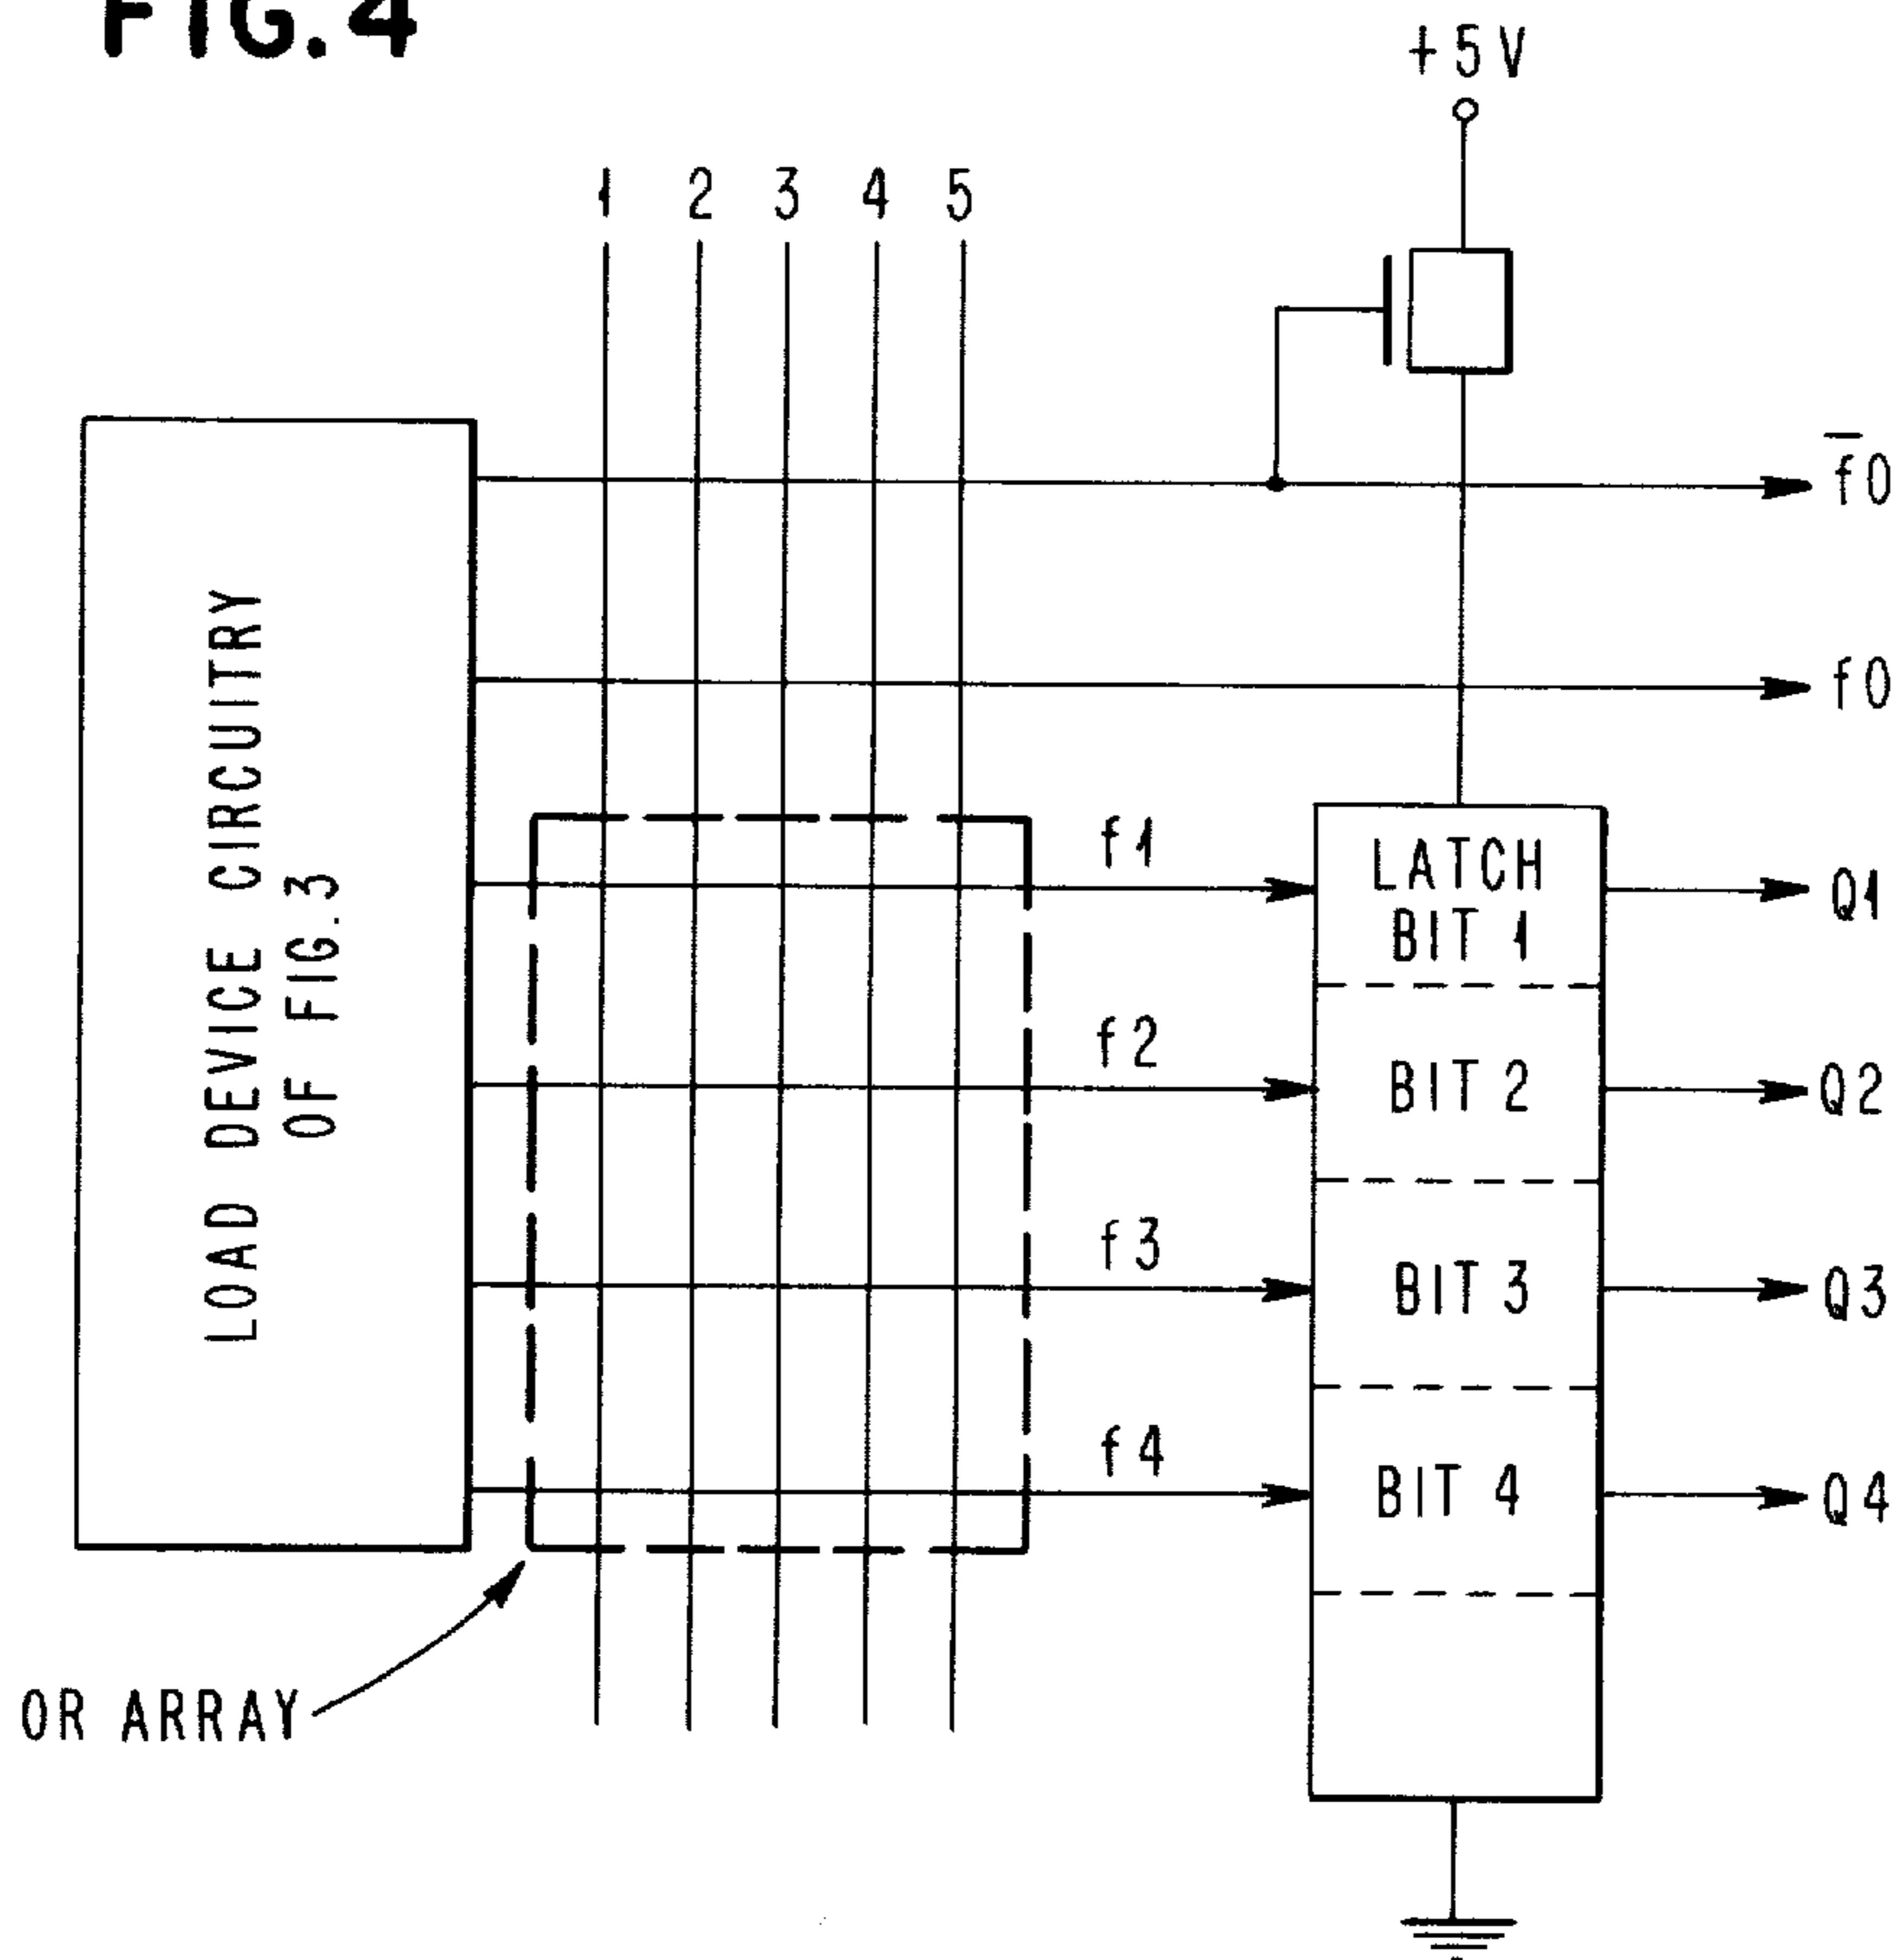 FIG. 4
+5V
1 2 3 4 5
f̅0
f0
LOAD DEVICE CIRCUITRY
OF FIG. 3
f1
LATCH
BIT 1
Q1
f2
BIT 2
Q2
f3
BIT 3
Q3
f4
BIT 4
Q4
OR ARRAY